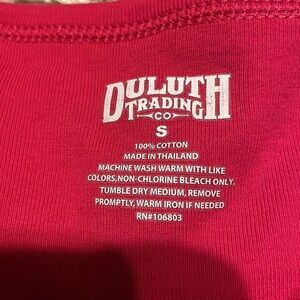 DULUTH
TRADING
CO
S
100% COTTON
MADE IN THAILAND
MACHINE WASH WARM WITH LIKE
COLORS,NON-CHLORINE BLEACH ONLY.
TUMBLE DRY MEDIUM, REMOVE
PROMPTLY, WARM IRON IF NEEDED
RN#106803